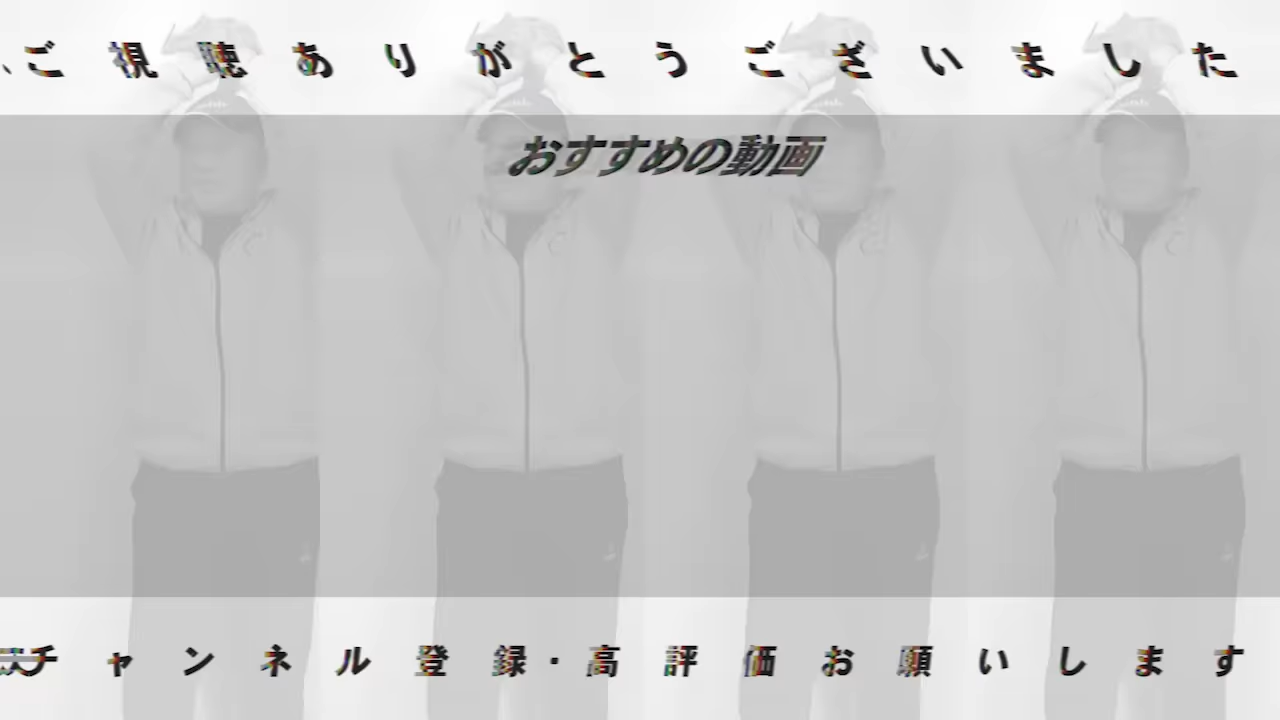 ご視聴ありがとうございました
おすすめの動画
チャンネル登録・高評価お願いします